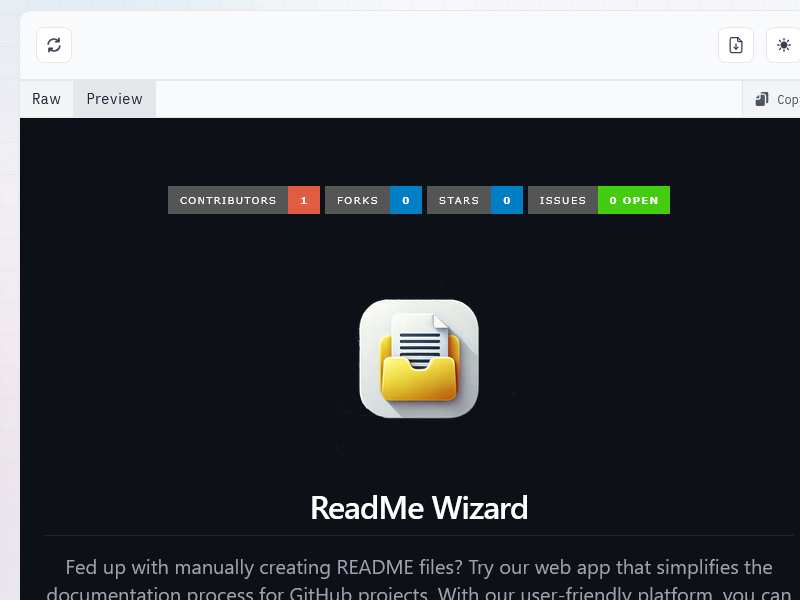 Raw Preview
CONTRIBUTORS 1 FORKS 0 STARS 0 ISSUES 0 OPEN
ReadMe Wizard
Fed up with manually creating README files? Try our web app that simplifies the
documentation process for GitHub projects. With our user-friendly platform, you can